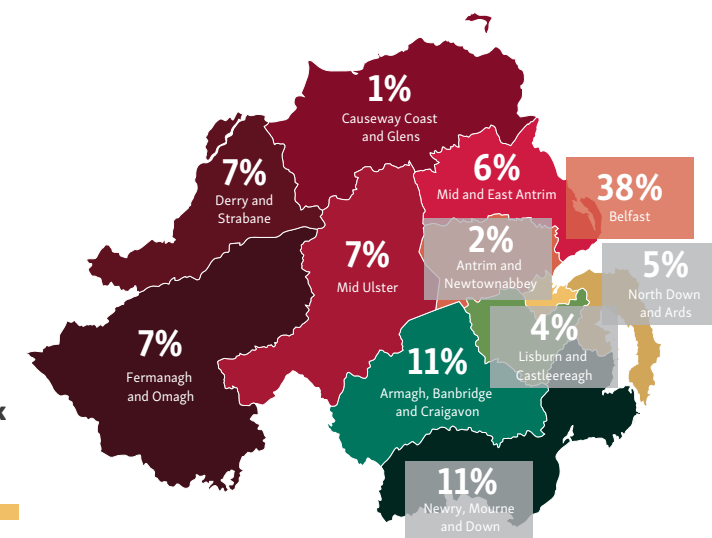 1%
Causeway Coast
and Glens
7%
Derry and
Strabane
6%
Mid and East Antrim
38%
Belfast
2%
Antrim and
Newtownabbey
7%
Mid Ulster
5%
North Down
and Ards
7%
Fermanagh
and Omagh
4%
Lisburn and
Castleereagh
11%
Armagh, Banbridge
and Craigavon
11%
Newry, Mourne
and Down